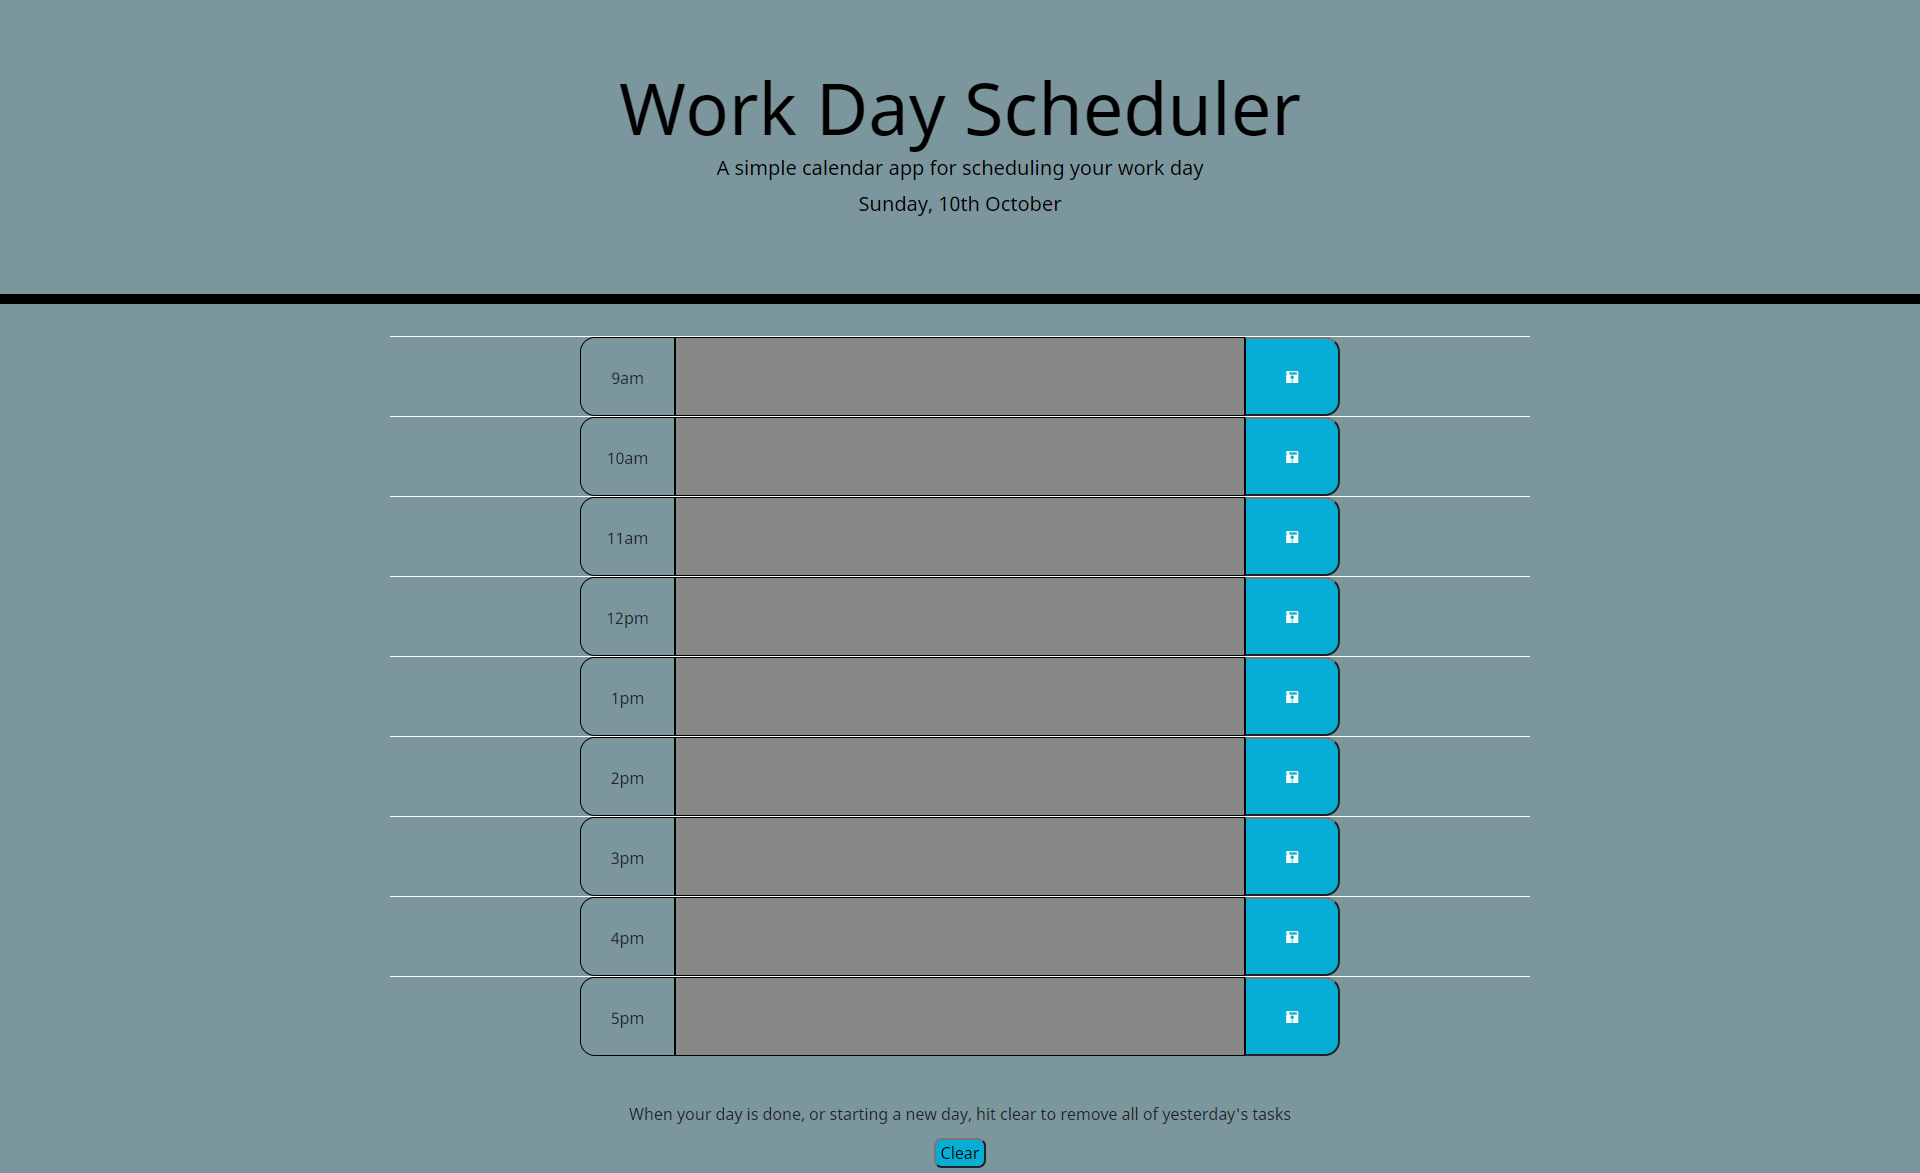 Work Day Scheduler
A simple calendar app for scheduling your work day
Sunday, 10th October
9am
10am
11am
12pm
1pm
2pm
3pm
4pm
5pm
When your day is done, or starting a new day, hit clear to remove all of yesterday's tasks
Clear